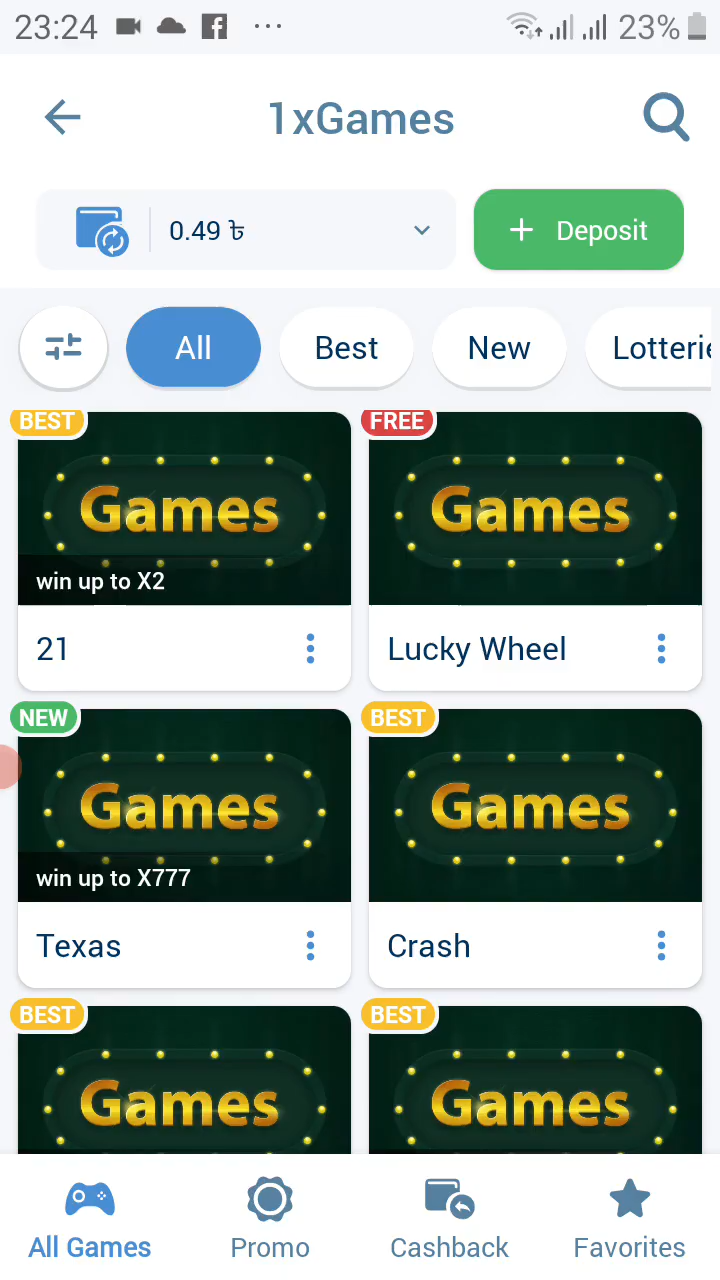 23:24
23%
1xGames
0.49 ৳
+ Deposit
All
Best
New
Lotterie
BEST
Games
win up to X2
21
FREE
Games
Lucky Wheel
NEW
Games
win up to X777
Texas
BEST
Games
Crash
BEST
Games
BEST
Games
All Games
Promo
Cashback
Favorites